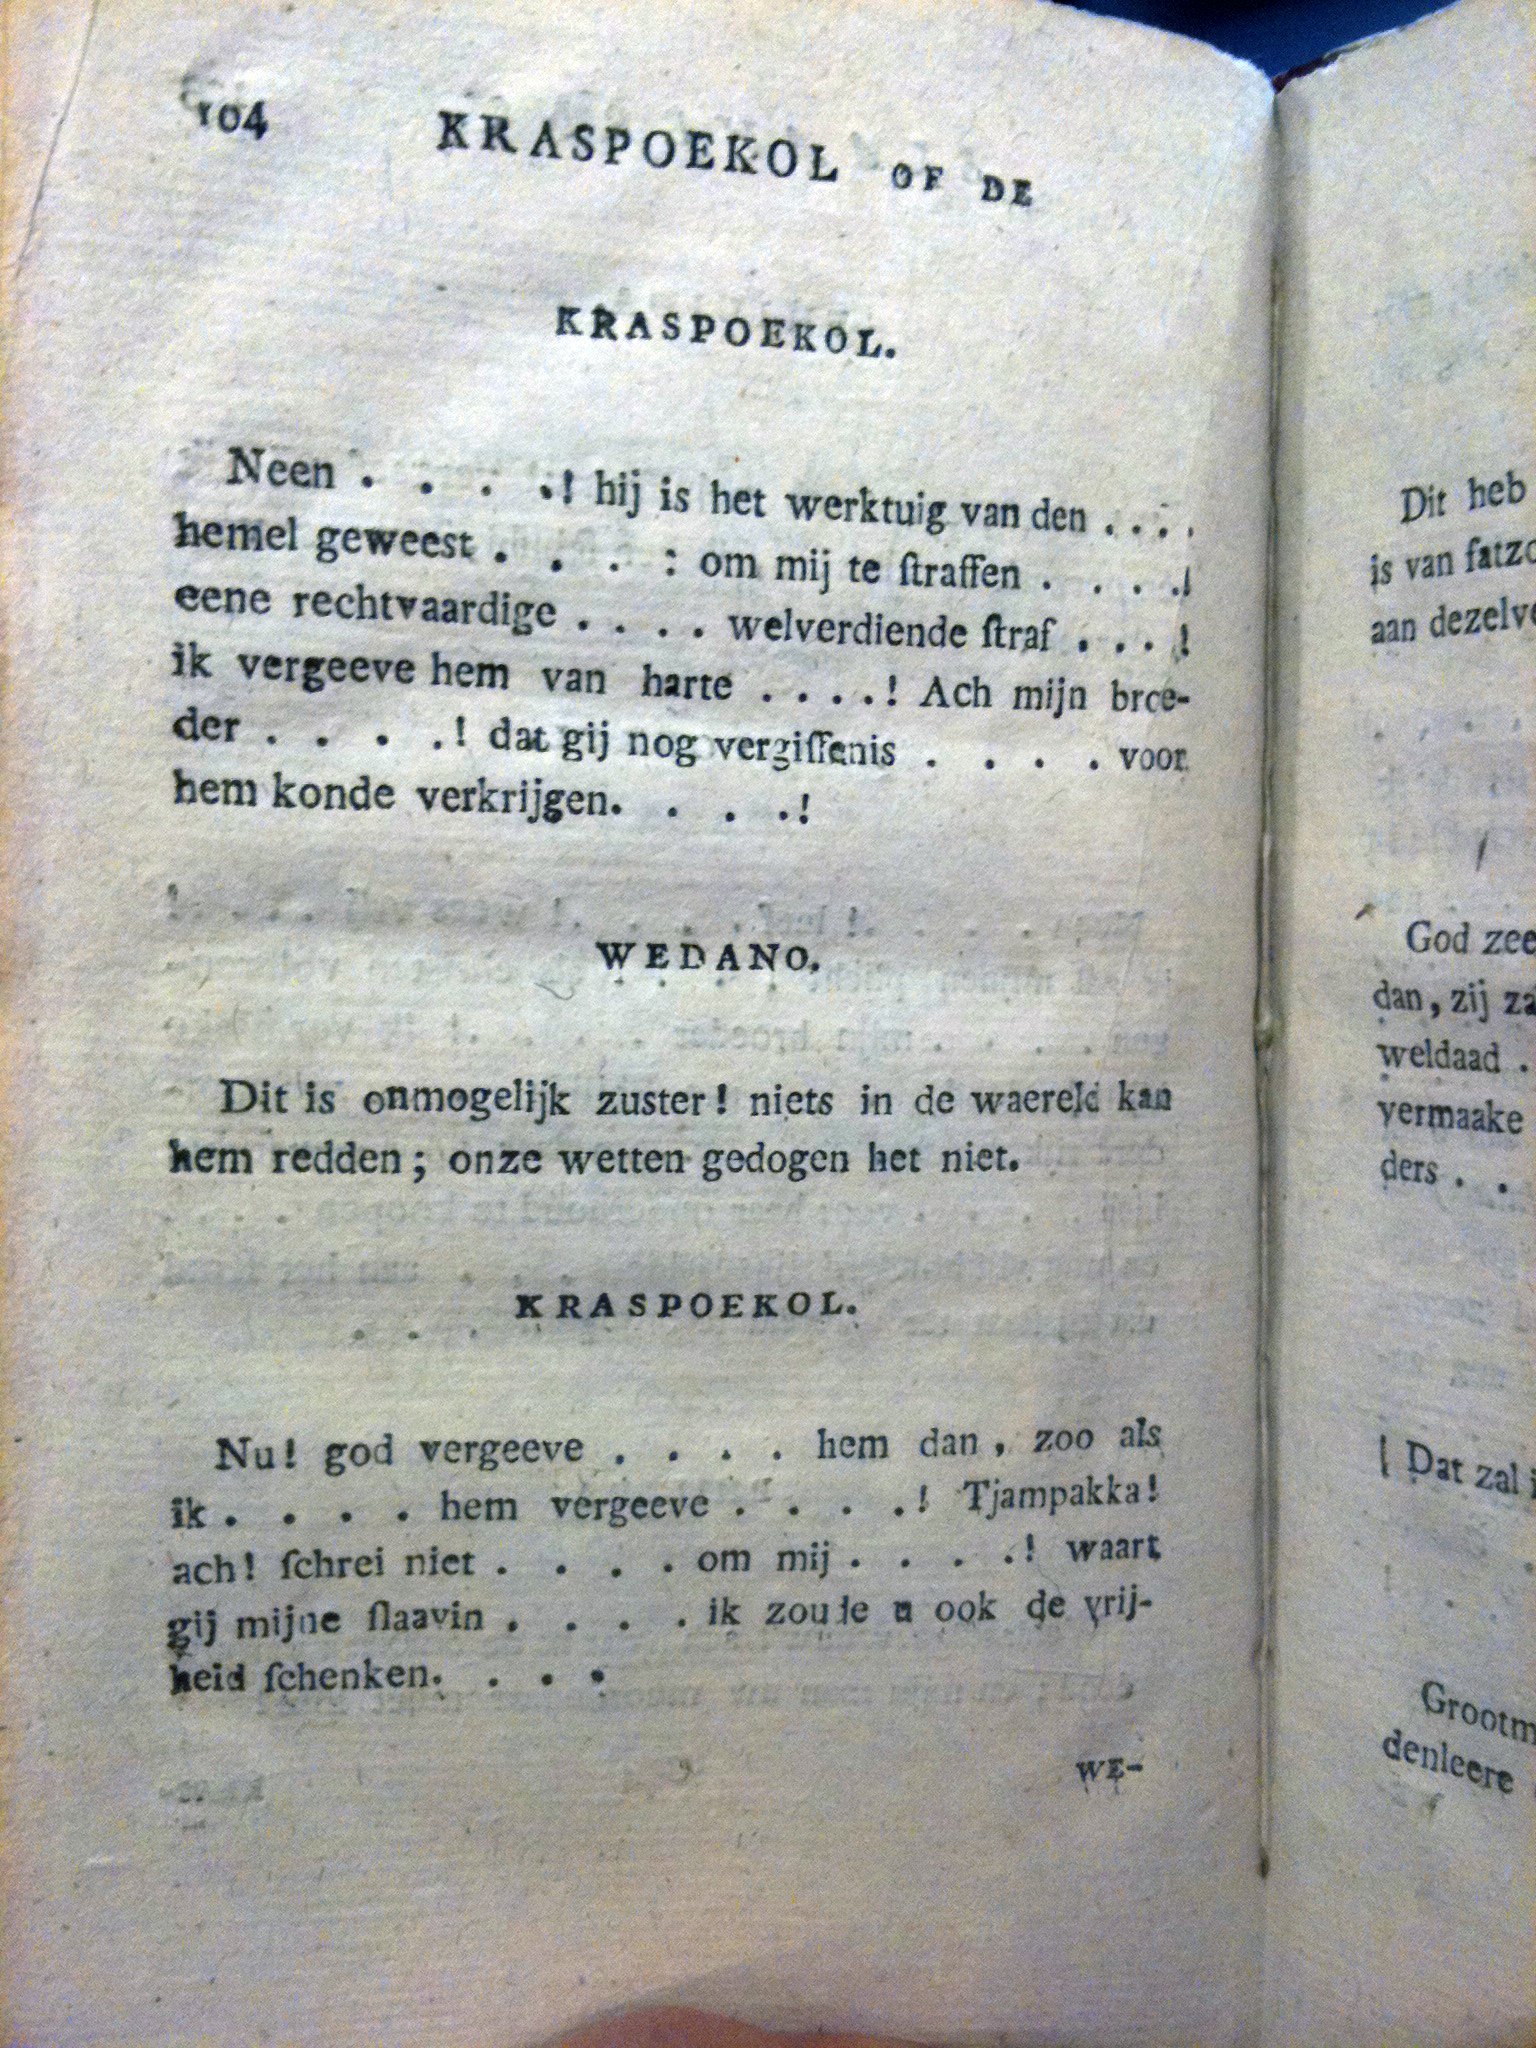 104 KRASPOEKOL OF DE
KRASPOEKOL.
Neen . . . .! hij is het werktuig van den . . . .
hemel geweest . . . : om mij te ſtraffen . . . .!
eene rechtvaardige . . . . welverdiende ſtraf . . . !
ik vergeeve hem van harte . . . .! Ach mijn broe-
der . . . .! dat gij nog vergiſſenis . . . . voor
hem konde verkrijgen. . . .!
WEDANO.
Dit is onmogelijk zuster! niets in de waereld kan
hem redden; onze wetten gedogen het niet.
KRASPOEKOL.
Nu! god vergeeve . . . . hem dan, zoo als
ik . . . . hem vergeeve . . . .! Tjampakka!
ach! ſchrei niet . . . . om mij . . . .! waart
gij mijne ſlaavin . . . . ik zoude u ook de vrij-
heid ſchenken. . . .
WE-
Dit heb
is van fatzo
aan dezelve
God zee
dan, zij za
weldaad .
vermaake
ders . .
Dat zal i
Grootm
denleere